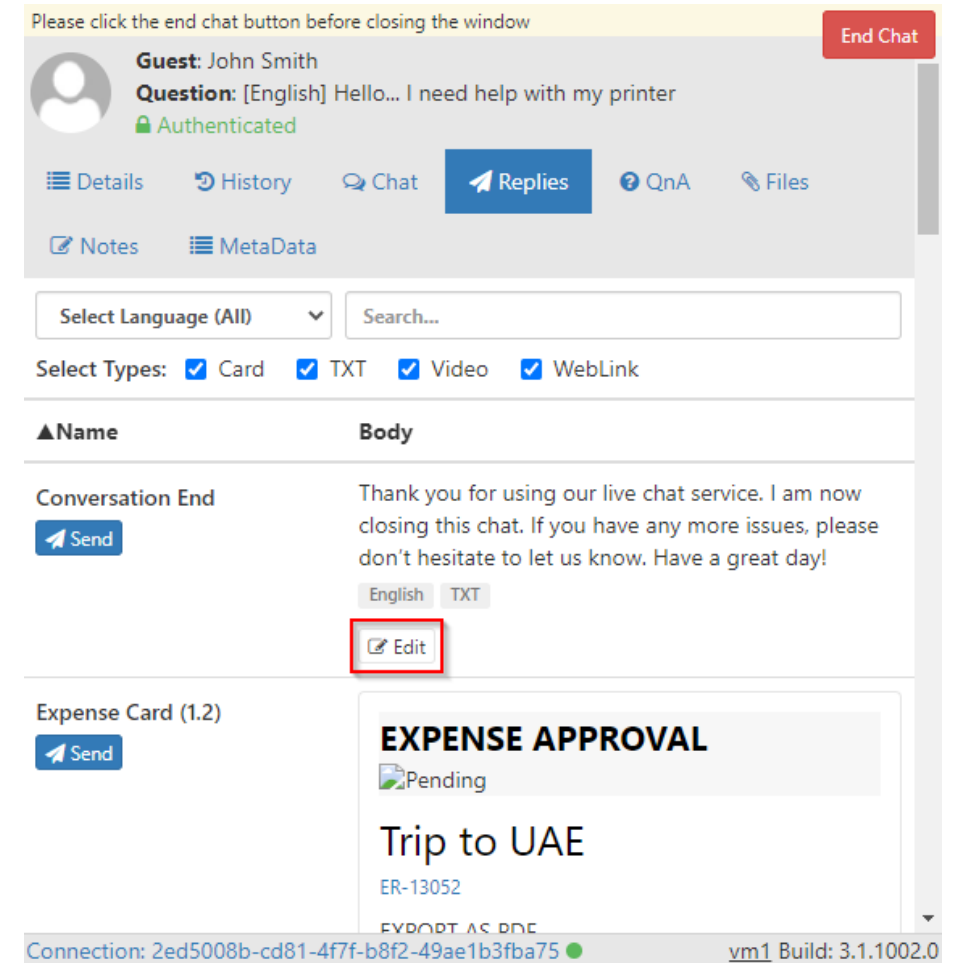 Please click the end chat button before closing the window
End Chat
Guest: John Smith
Question: [English] Hello... I need help with my printer
Authenticated
Details History Chat Replies QnA Files
Notes MetaData
Select Language (All) Search...
Select Types: Card TXT Video WebLink
▲Name Body
Conversation End
Send
Thank you for using our live chat service. I am now
closing this chat. If you have any more issues, please
don't hesitate to let us know. Have a great day!
English TXT
Edit
Expense Card (1.2)
Send
EXPENSE APPROVAL
Pending
Trip to UAE
ER-13052
EXPORT AS PDF
Connection: 2ed5008b-cd81-4f7f-b8f2-49ae1b3fba75 vm1 Build: 3.1.1002.0